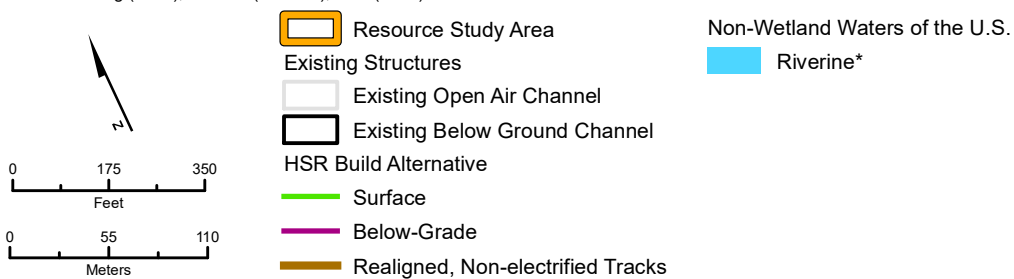 N
0 175 350
Feet
0 55 110
Meters
Resource Study Area
Existing Structures
Existing Open Air Channel
Existing Below Ground Channel
HSR Build Alternative
Surface
Below-Grade
Realigned, Non-electrified Tracks
Non-Wetland Waters of the U.S.
Riverine*